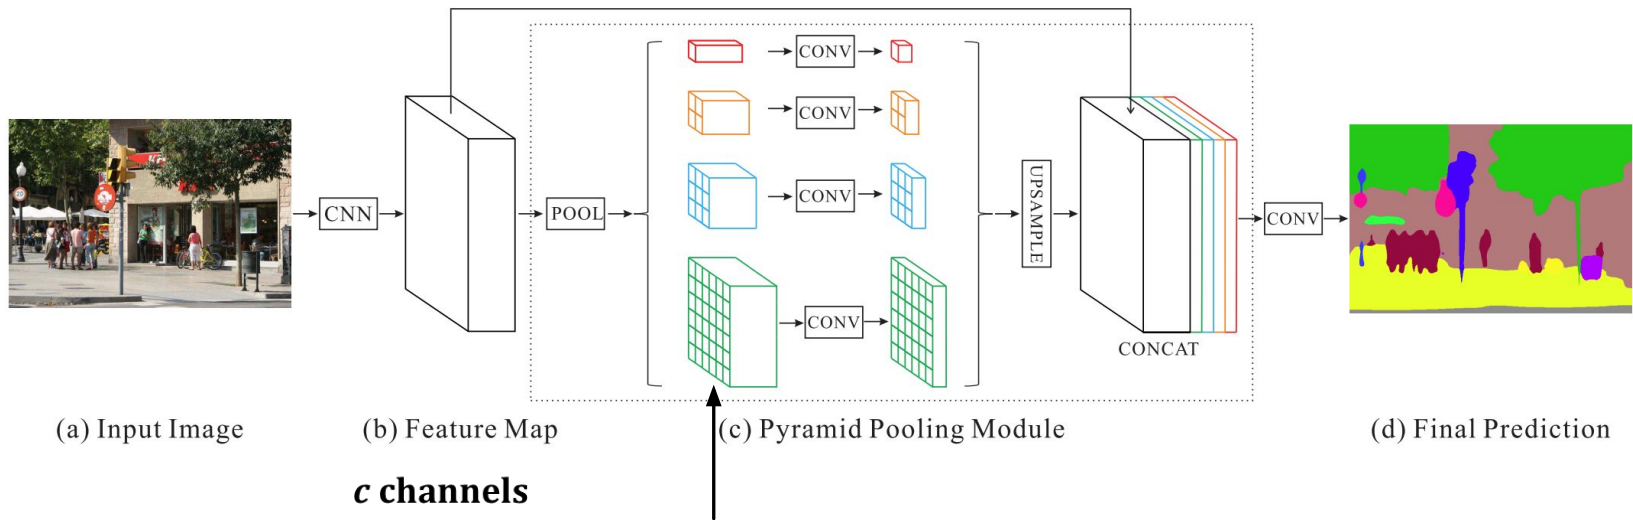 CONV
CONV
CONV
CONV
CNN
POOL
UPSAMPLE
CONV
CONCAT
20
(a) Input Image
(b) Feature Map
(c) Pyramid Pooling Module
(d) Final Prediction
c channels